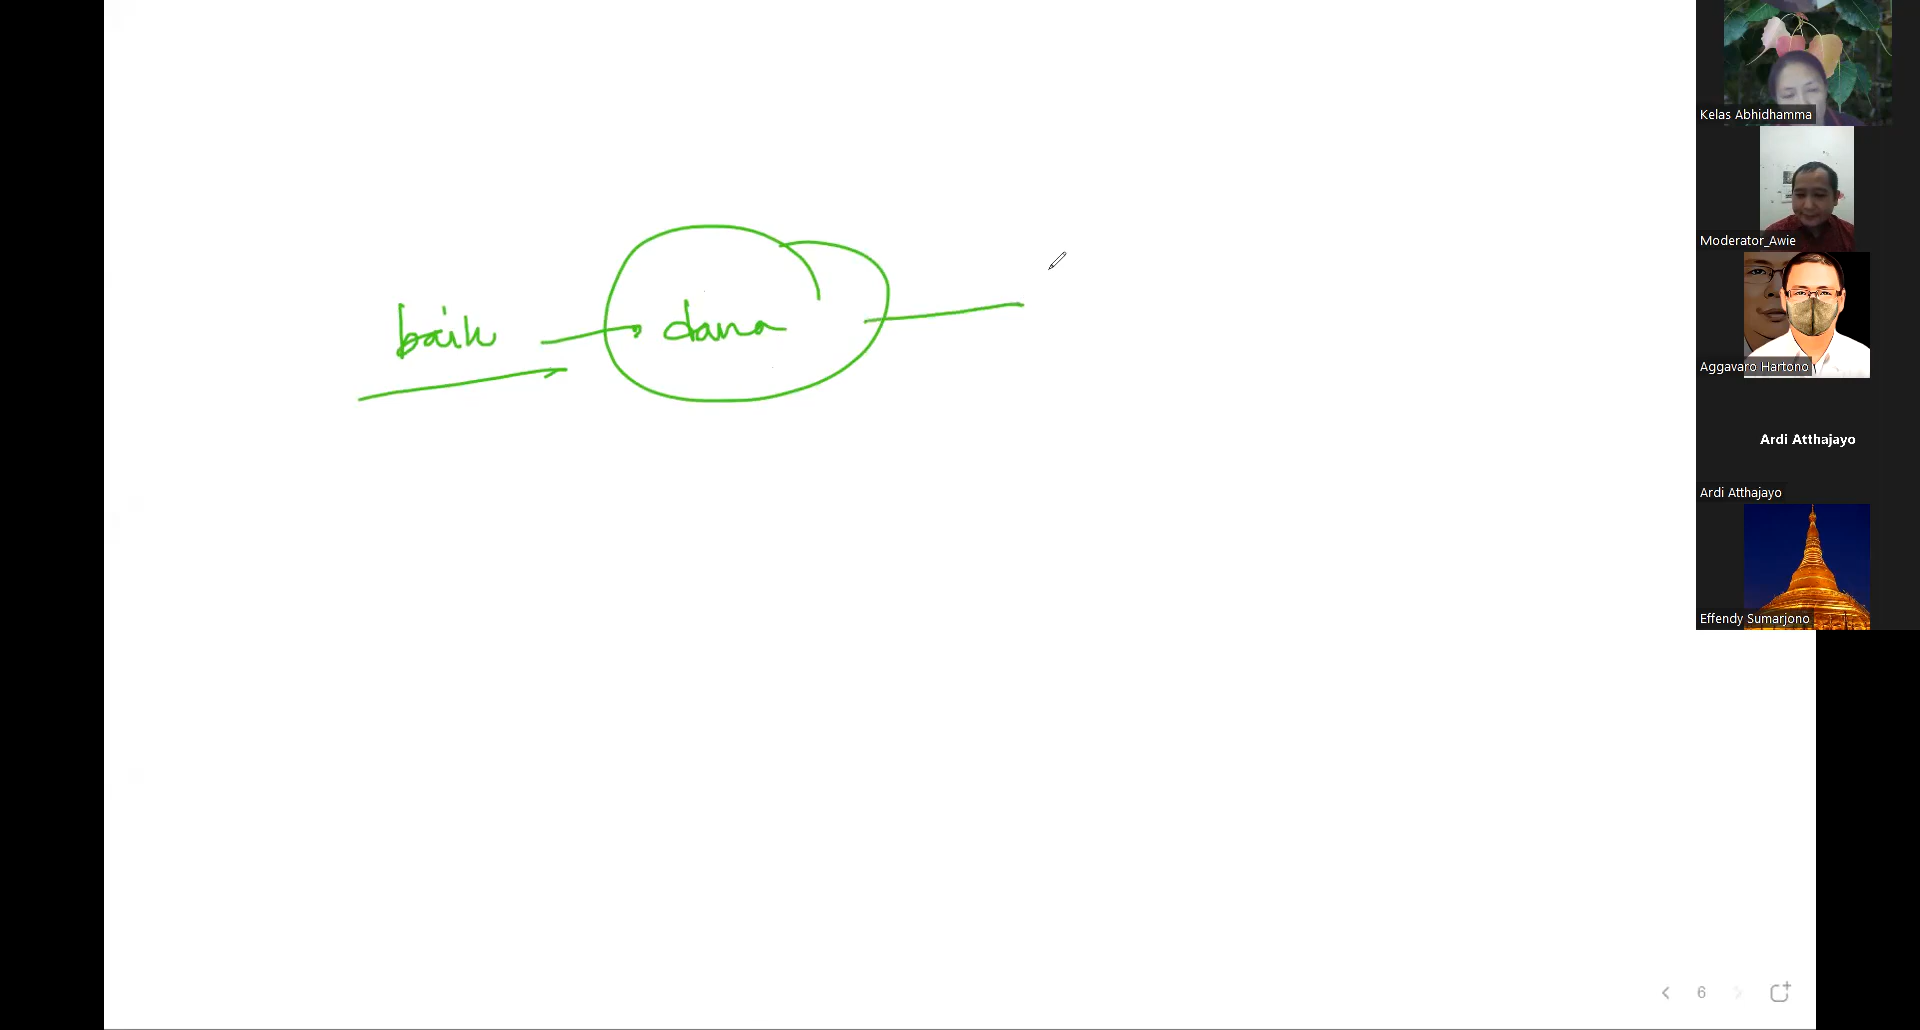 baik dana
Kelas Abhidhamma
Moderator_Awie
Aggavaro Hartono
Ardi Atthajayo
Ardi Atthajayo
Effendy Sumarjono
6